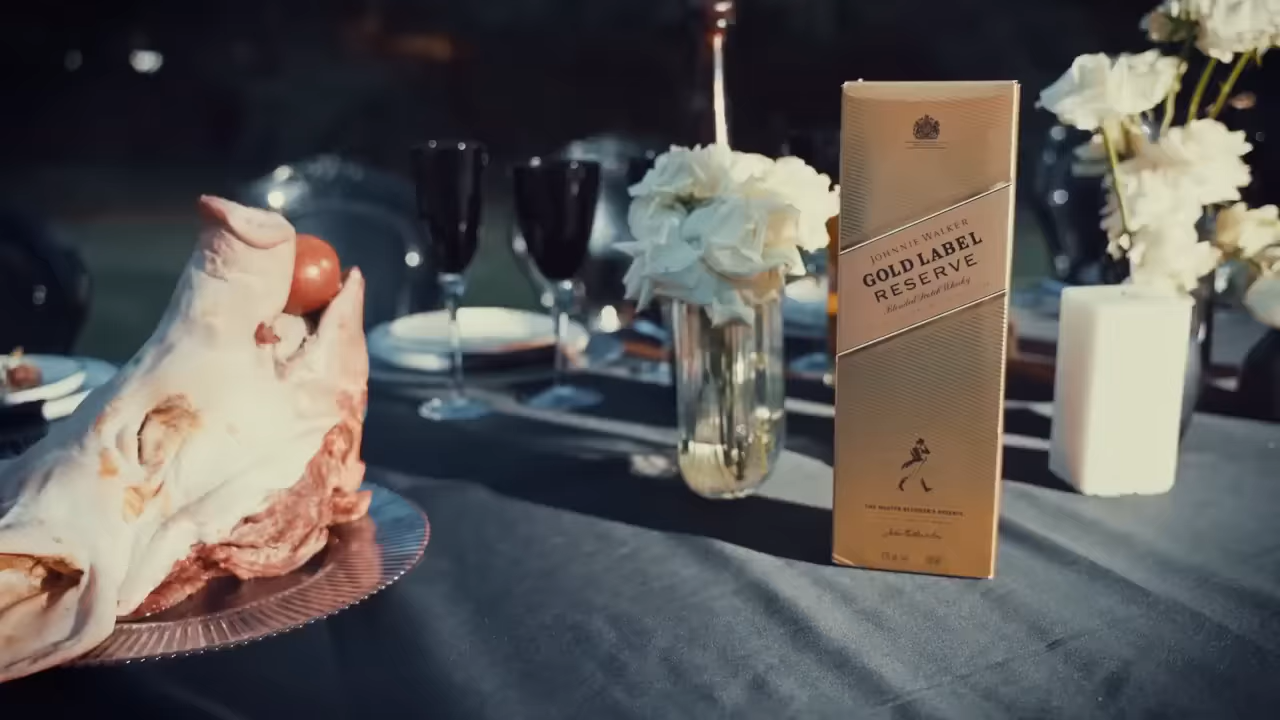 JOHNNIE WALKER
GOLD LABEL
RESERVE
Blended Scotch Whisky
THE MASTER BLENDER'S RESERVE